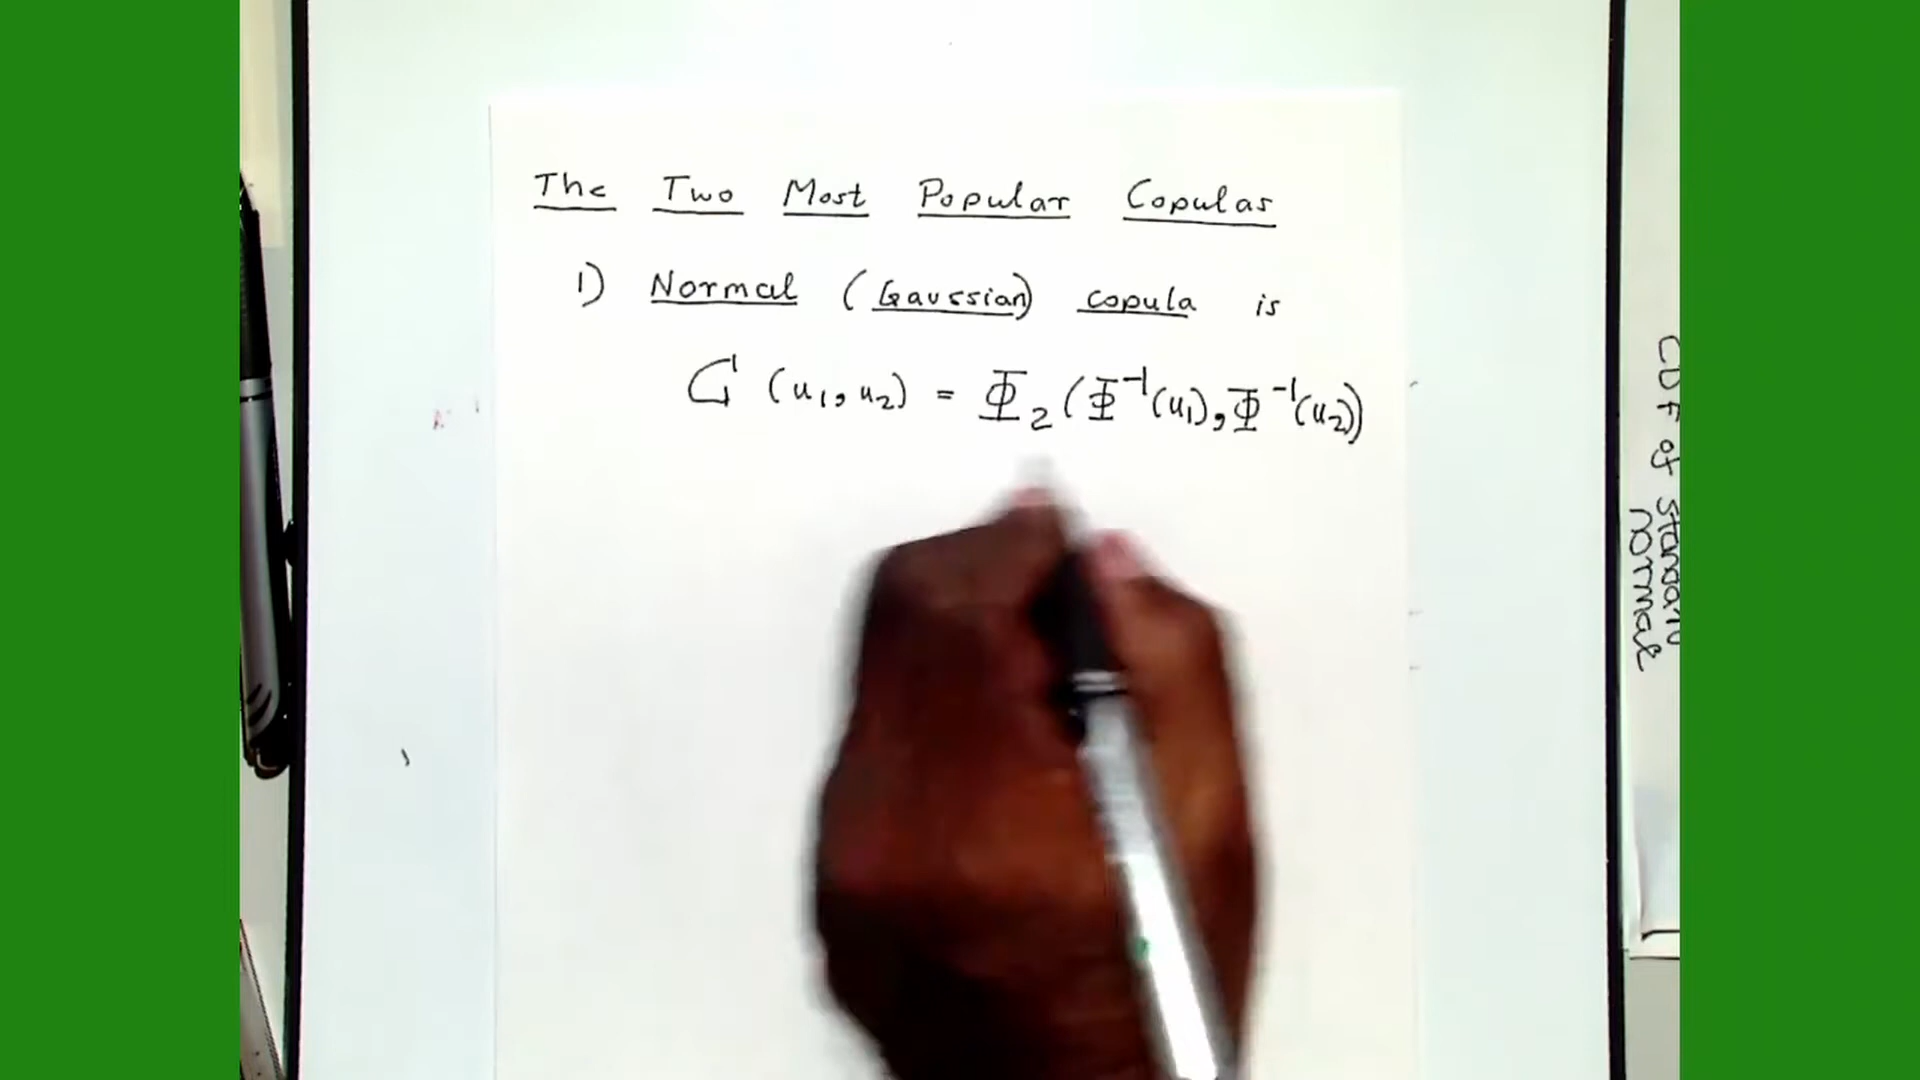 The Two Most Popular Copulas
1) Normal (Gaussian) copula is
C (u₁, u₂) = Φ₂ (Φ⁻¹(u₁), Φ⁻¹(u₂))
CDF of standard
normal